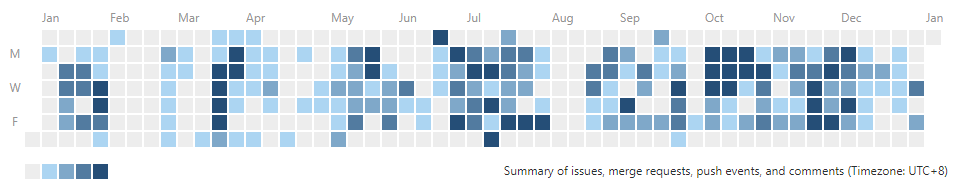 Jan Feb Mar Apr May Jun Jul Aug Sep Oct Nov Dec Jan
M
W
F
Summary of issues, merge requests, push events, and comments (Timezone: UTC+8)